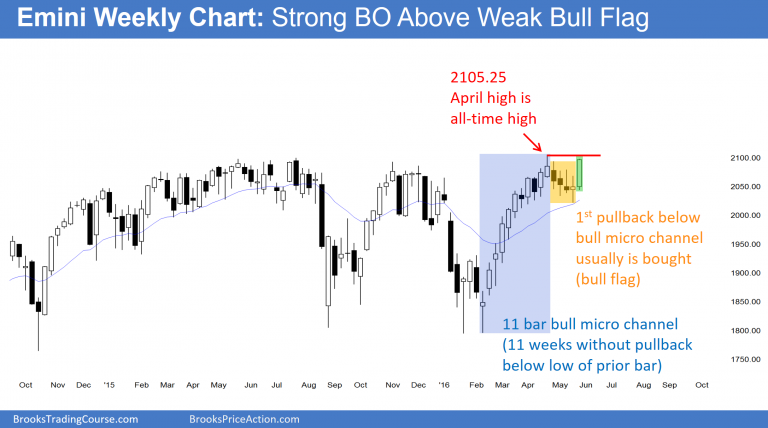 Emini Weekly Chart: Strong BO Above Weak Bull Flag
2105.25
April high is
all-time high
2100.00
2050.00
2000.00
1950.00
1900.00
1850.00
1800.00
1750.00
1st pullback below
bull micro channel
usually is bought
(bull flag)
11 bar bull micro channel
(11 weeks without pullback
below low of prior bar)
Oct Nov Dec '15 Feb Mar Apr May Jun Jul Aug Sep Oct Nov Dec '16 Feb Mar Apr May Jun Jul Aug Sep Oct
BrooksTradingCourse.com BrooksPriceAction.com